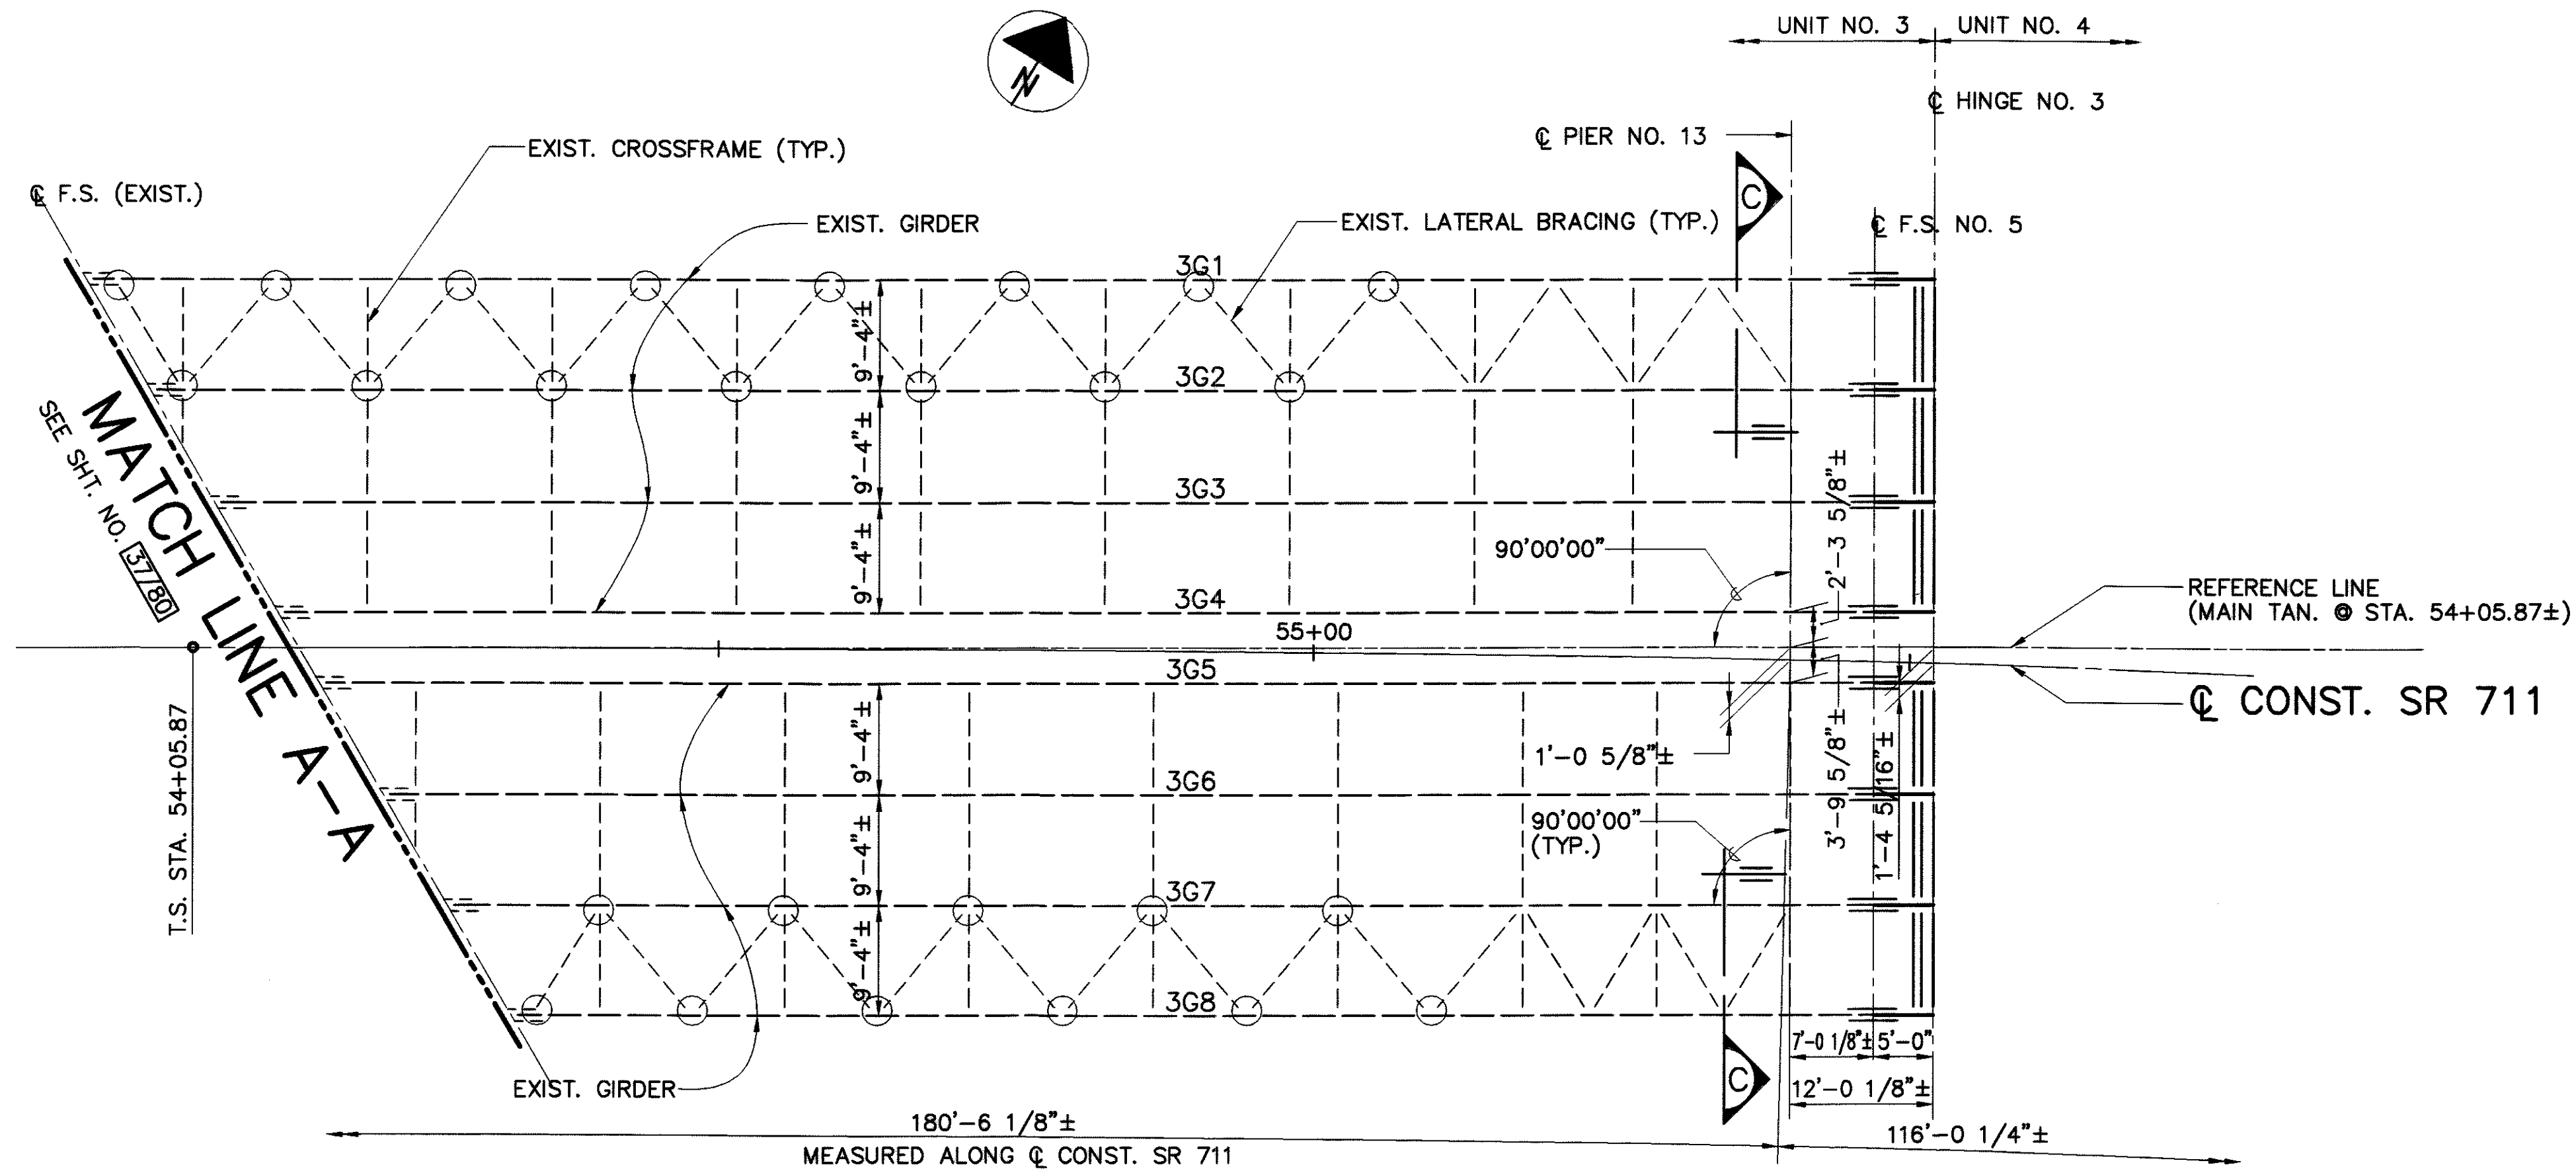 UNIT NO. 3
UNIT NO. 4
N
℄ HINGE NO. 3
℄ PIER NO. 13
EXIST. CROSSFRAME (TYP.)
℄ F.S. (EXIST.)
EXIST. GIRDER
EXIST. LATERAL BRACING (TYP.)
C
℄ F.S. NO. 5
3G1
9'-4"±
3G2
9'-4"±
3G3
9'-4"±
3G4
MATCH LINE A-A
SEE SHT. NO. 37/80
2'-3 5/8"±
90'00'00"
REFERENCE LINE
(MAIN TAN. @ STA. 54+05.87±)
55+00
3G5
℄ CONST. SR 711
T.S. STA. 54+05.87
9'-4"±
1'-0 5/8"±
3'-9 5/8"±
1'-4 5/16"±
3G6
90'00'00"
(TYP.)
9'-4"±
3G7
9'-4"±
3G8
7'-0 1/8"±
5'-0"
C
12'-0 1/8"±
EXIST. GIRDER
180'-6 1/8"±
116'-0 1/4"±
MEASURED ALONG ℄ CONST. SR 711